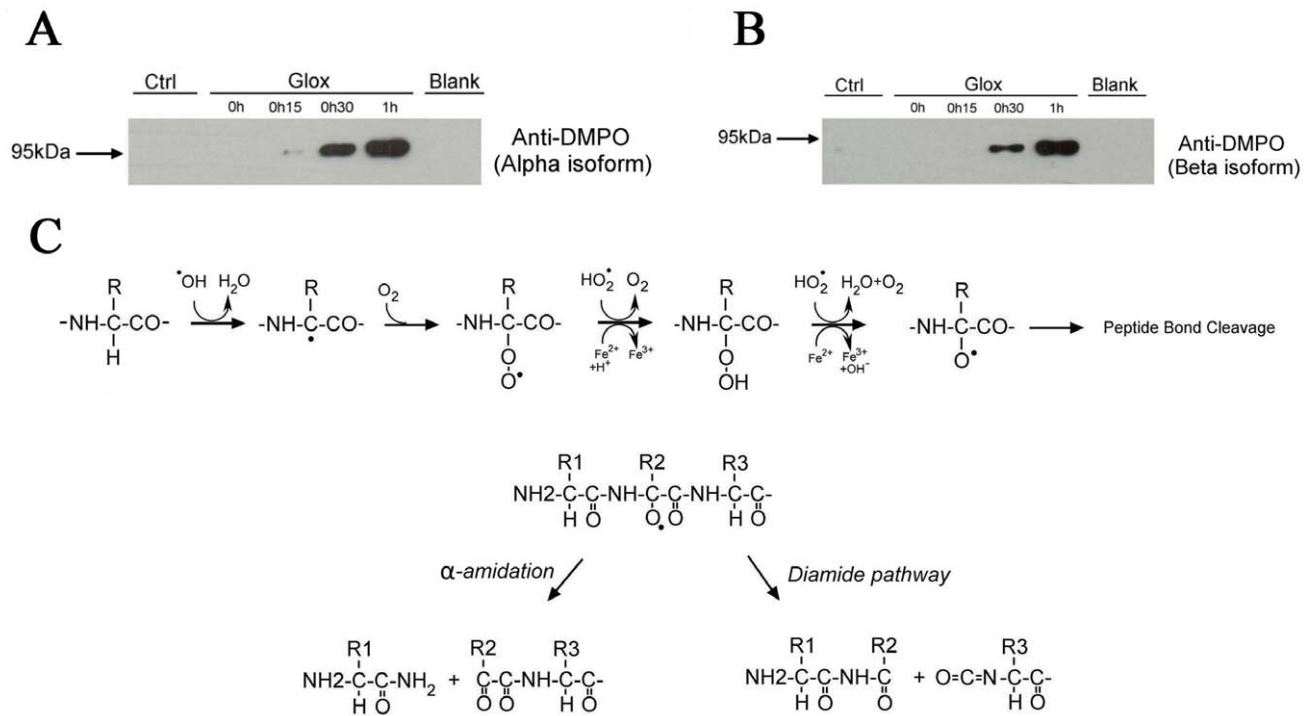 A
Ctrl Glox Blank
0h 0h15 0h30 1h
95kDa
Anti-DMPO
(Alpha isoform)
B
Ctrl Glox Blank
0h 0h15 0h30 1h
95kDa
Anti-DMPO
(Beta isoform)
C
•OH H2O O2 HO2• O2 HO2• H2O+O2
R R R R R
-NH-C-CO- -NH-C-CO- -NH-C-CO- -NH-C-CO- -NH-C-CO- Peptide Bond Cleavage
H • O Fe2+ Fe3+ O Fe2+ Fe3+ O•
+H+ +OH-
O• OH
R1 R2 R3
NH2-C-C-NH-C-C-NH-C-C-
H O O• O H O
α-amidation Diamide pathway
R1 R2 R3 R1 R2 R3
NH2-C-C-NH2 + C-C-NH-C-C- NH2-C-C-NH-C + O=C=N-C-C-
H O O O H O H O O H O